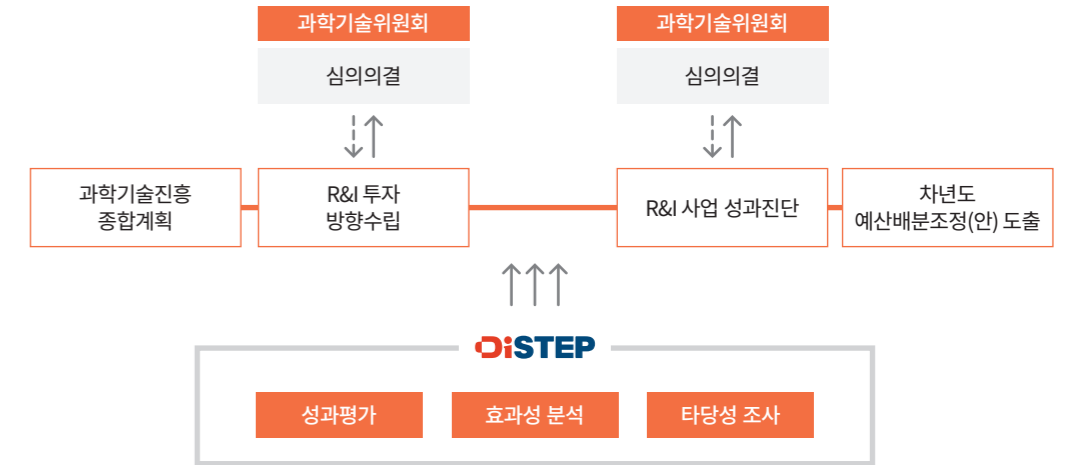 과학기술위원회
심의의결
과학기술위원회
심의의결
과학기술진흥
종합계획
R&I 투자
방향수립
R&I 사업 성과진단
차년도
예산배분조정(안) 도출
DiSTEP
성과평가
효과성 분석
타당성 조사